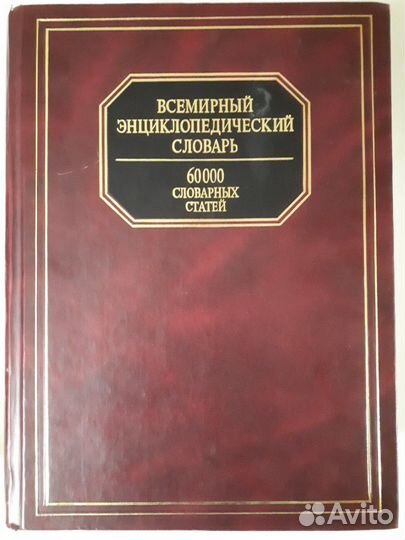 ВСЕМИРНЫЙ
ЭНЦИКЛОПЕДИЧЕСКИЙ
СЛОВАРЬ
60000
СЛОВАРНЫХ
СТАТЕЙ
Avito